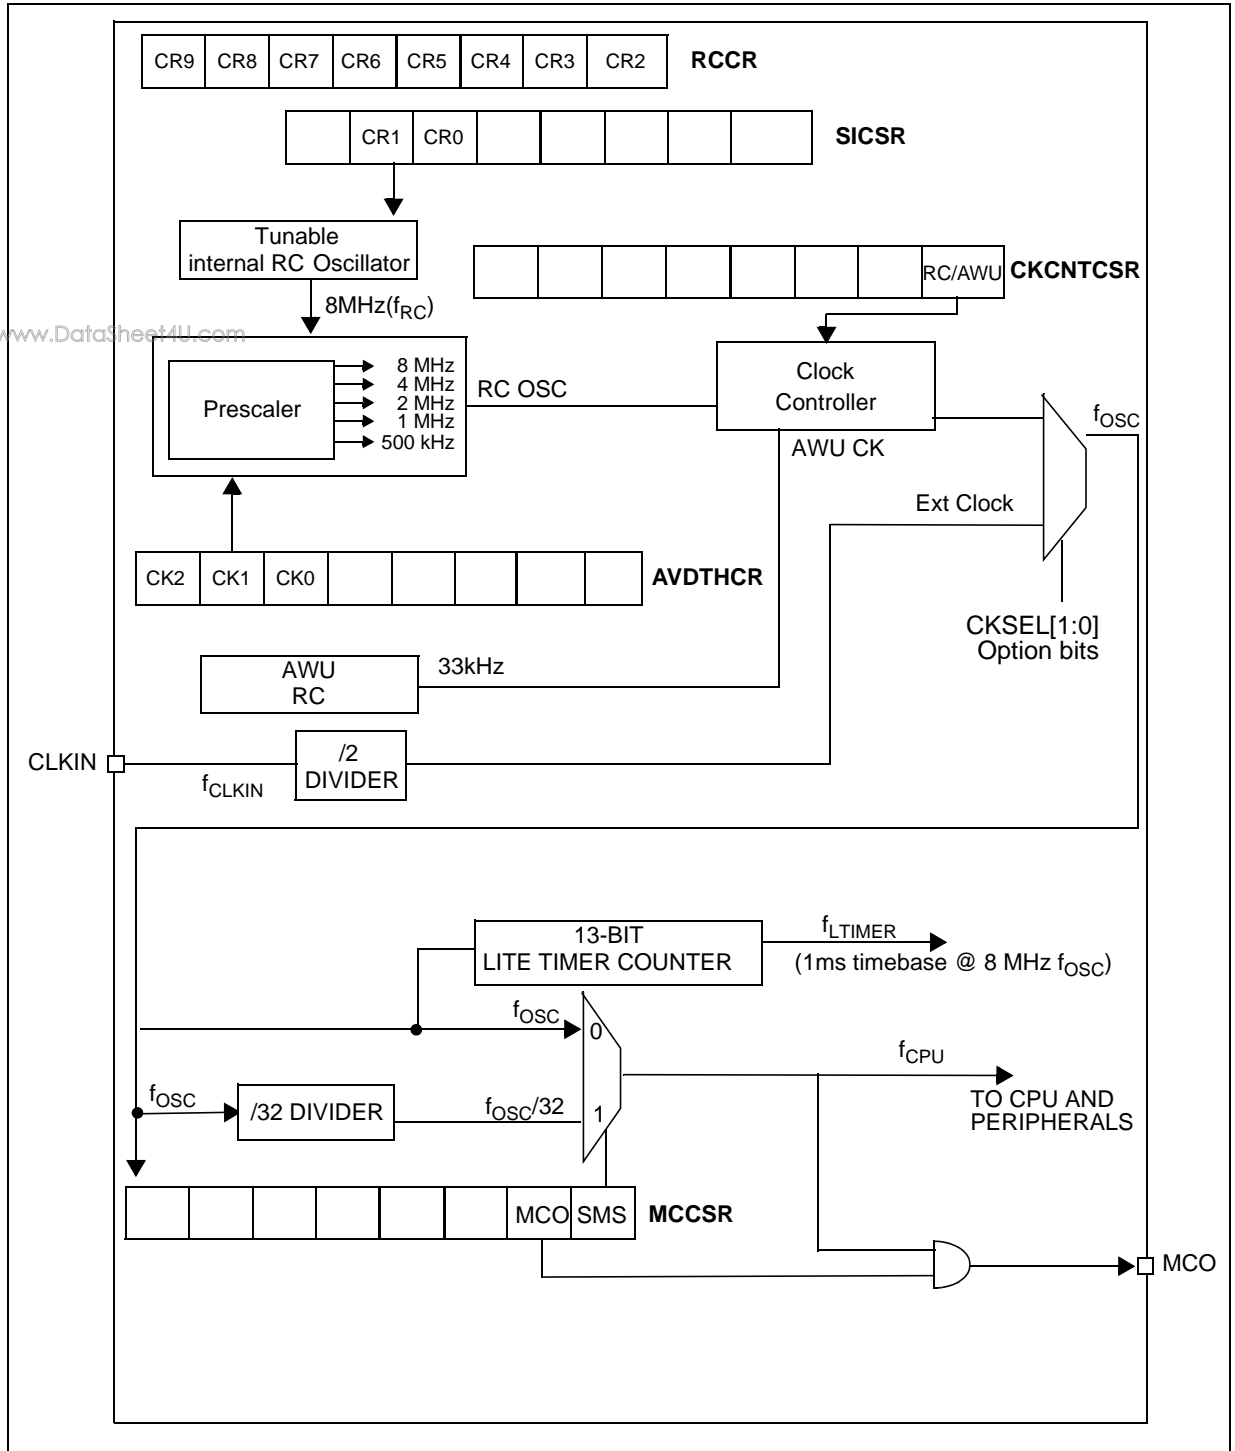 CR9 CR8 CR7 CR6 CR5 CR4 CR3 CR2 RCCR
CR1 CR0 SICSR
Tunable
internal RC Oscillator
RC/AWU CKCNTCSR
8MHz(fRC)
www.DataSheet4U.com
Prescaler
8 MHz
4 MHz
2 MHz
1 MHz
500 kHz
RC OSC
Clock
Controller
fOSC
AWU CK
Ext Clock
CK2 CK1 CK0 AVDTHCR
CKSEL[1:0]
Option bits
AWU
RC
33kHz
CLKIN
fCLKIN
/2
DIVIDER
13-BIT
LITE TIMER COUNTER
fLTIMER
(1ms timebase @ 8 MHz fOSC)
fOSC
0
fCPU
TO CPU AND
PERIPHERALS
fOSC
/32 DIVIDER
fOSC/32
1
MCO SMS MCCSR
MCO